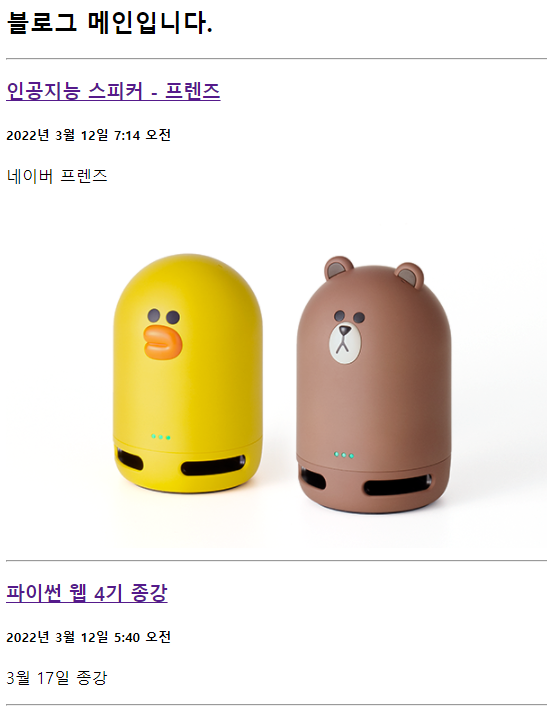 블로그 메인입니다.
인공지능 스피커 - 프렌즈
2022년 3월 12일 7:14 오전
네이버 프렌즈
파이썬 웹 4기 종강
2022년 3월 12일 5:40 오전
3월 17일 종강